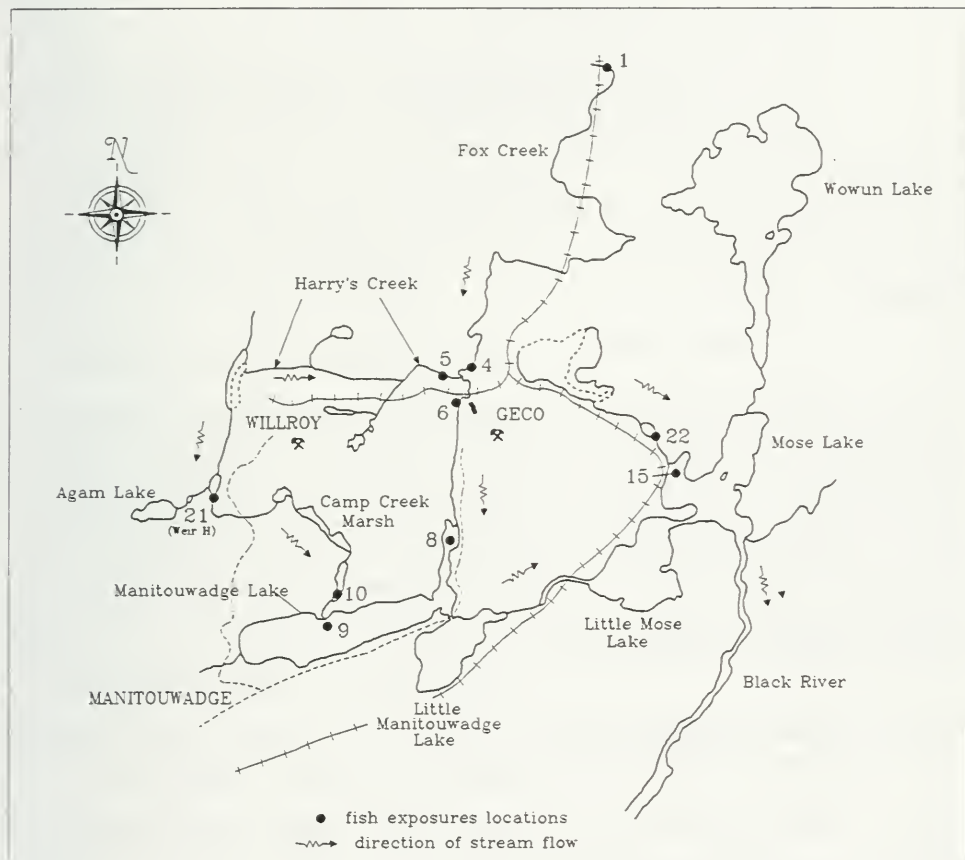 1
Fox Creek
Wowun Lake
N
Harry's Creek
5
4
6
WILLROY
GECO
22
Mose Lake
15
Agam Lake
21
(Weir H)
Camp Creek
Marsh
8
Manitouwadge Lake
10
9
Little Mose
Lake
MANITOUWADGE
Black River
Little
Manitouwadge
Lake
fish exposures locations
direction of stream flow